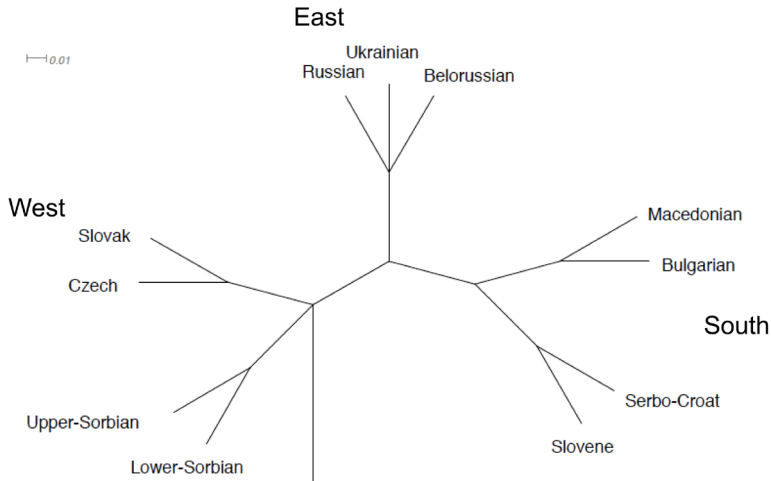 East
Ukrainian
0.01
Russian
Belorussian
West
Macedonian
Slovak
Bulgarian
Czech
South
Serbo-Croat
Upper-Sorbian
Slovene
Lower-Sorbian